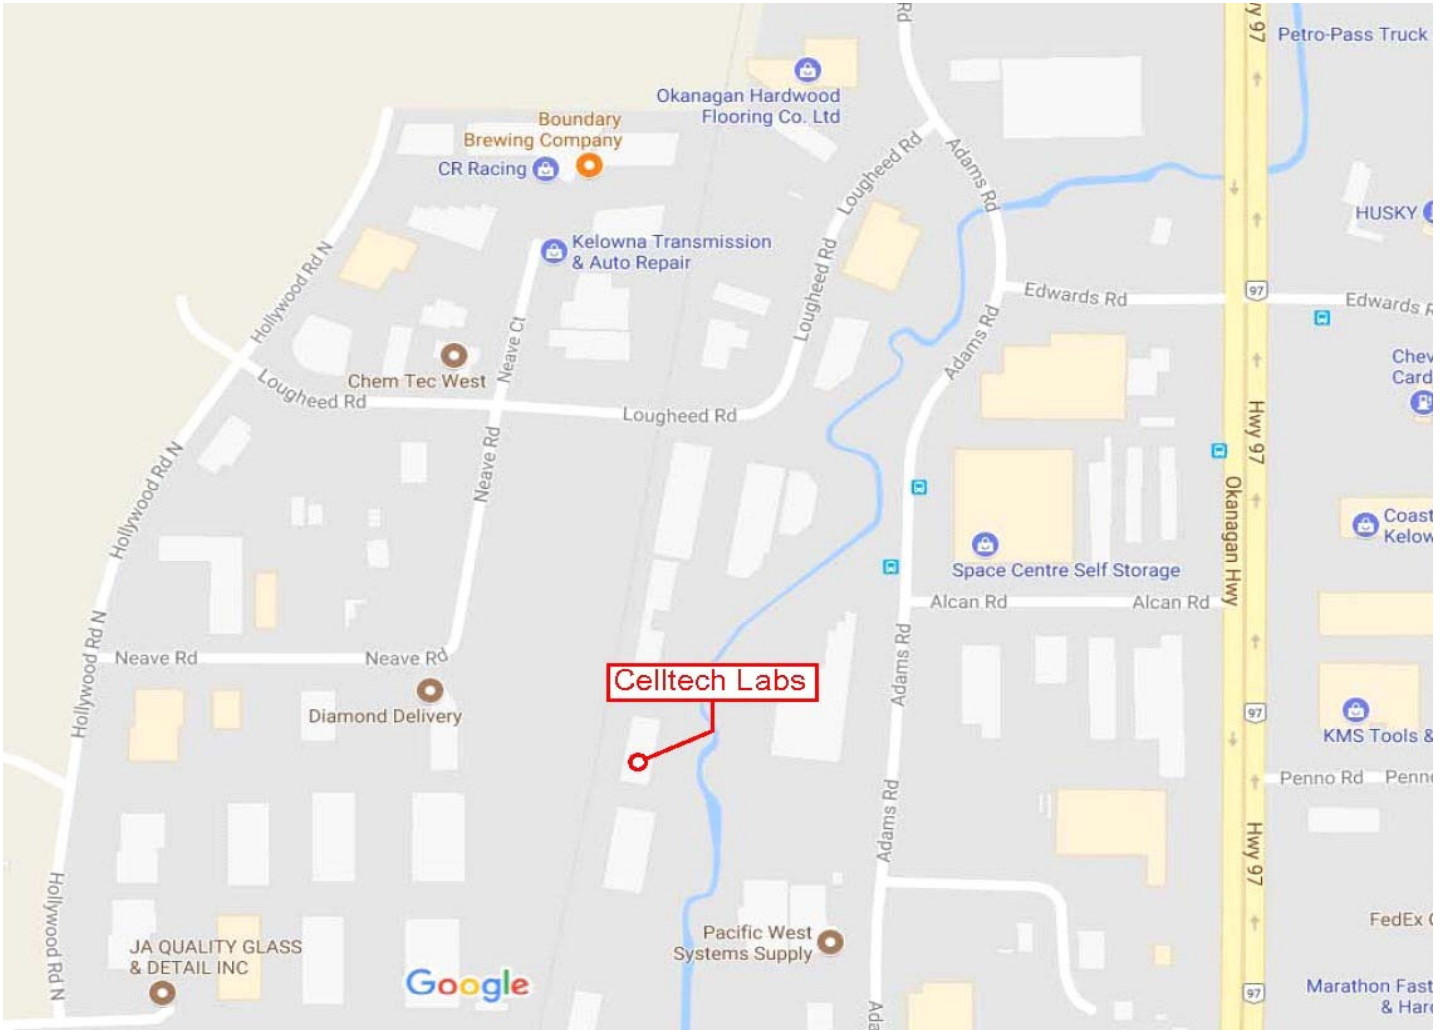 Rd
vy 97
Petro-Pass Truck
Okanagan Hardwood
Flooring Co. Ltd
Boundary
Brewing Company
CR Racing
Lougheed Rd
Adams Rd
HUSKY
Kelowna Transmission
& Auto Repair
Hollywood Rd N
Lougheed Rd
Edwards Rd
97
Edwards R
Neave Ct
Adams Rd
Chem Tec West
Chev
Card
Lougheed Rd
Lougheed Rd
Hwy 97
Neave Rd
Hollywood Rd N
Okanagan Hwy
Coast
Kelow
Space Centre Self Storage
Alcan Rd
Alcan Rd
Hollywood Rd N
Neave Rd
Neave Rd
Adams Rd
Celltech Labs
Diamond Delivery
97
KMS Tools &
Penno Rd
Penn
Adams Rd
Hwy 97
Hollywood Rd N
FedEx
Pacific West
Systems Supply
JA QUALITY GLASS
& DETAIL INC
Google
97
Marathon Fast
& Har
Ada